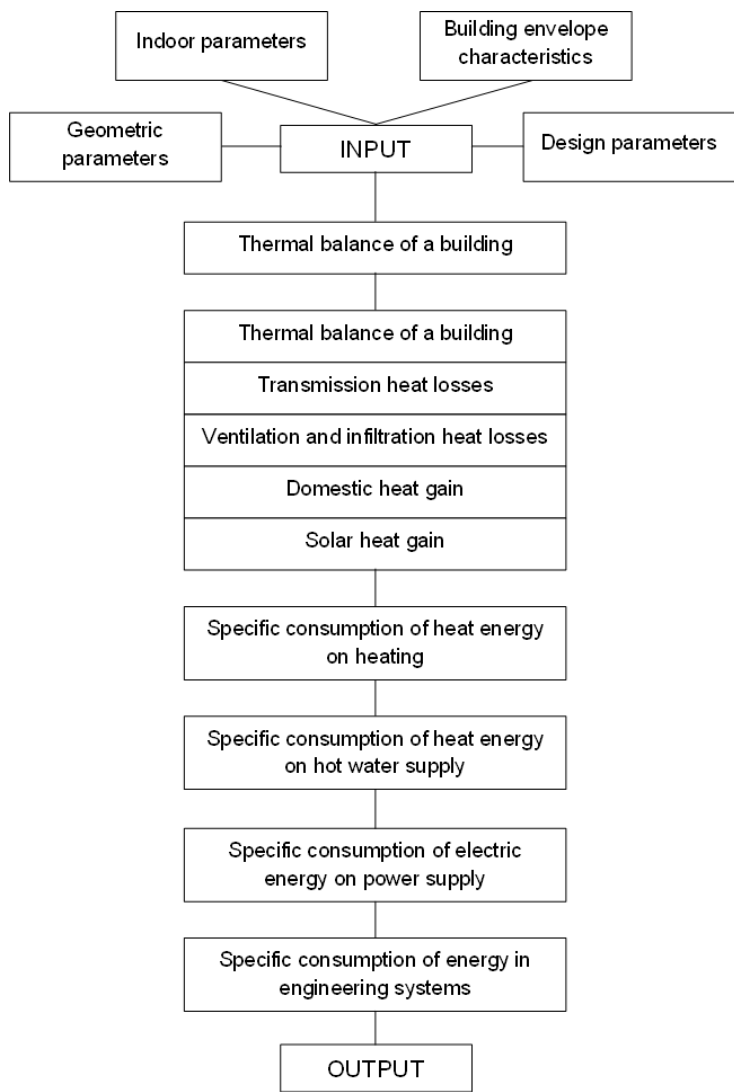 Indoor parameters
Building envelope
characteristics
Geometric
parameters
INPUT
Design parameters
Thermal balance of a building
Thermal balance of a building
Transmission heat losses
Ventilation and infiltration heat losses
Domestic heat gain
Solar heat gain
Specific consumption of heat energy
on heating
Specific consumption of heat energy
on hot water supply
Specific consumption of electric
energy on power supply
Specific consumption of energy in
engineering systems
OUTPUT